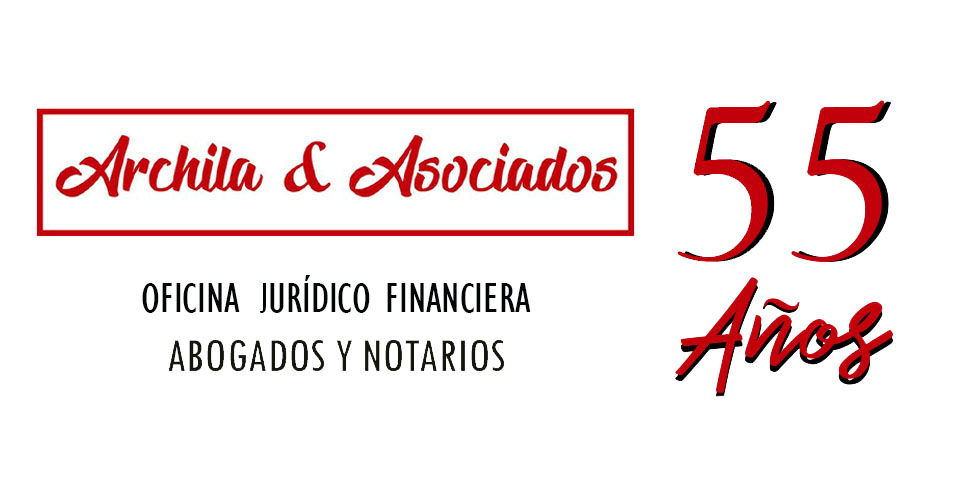 Archila & Asociados
OFICINA JURÍDICO FINANCIERA
ABOGADOS Y NOTARIOS
55
Años